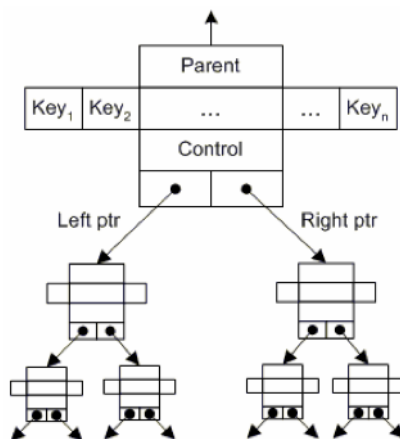 Parent
Key1 Key2 ... ... Keyn
Control
Left ptr Right ptr